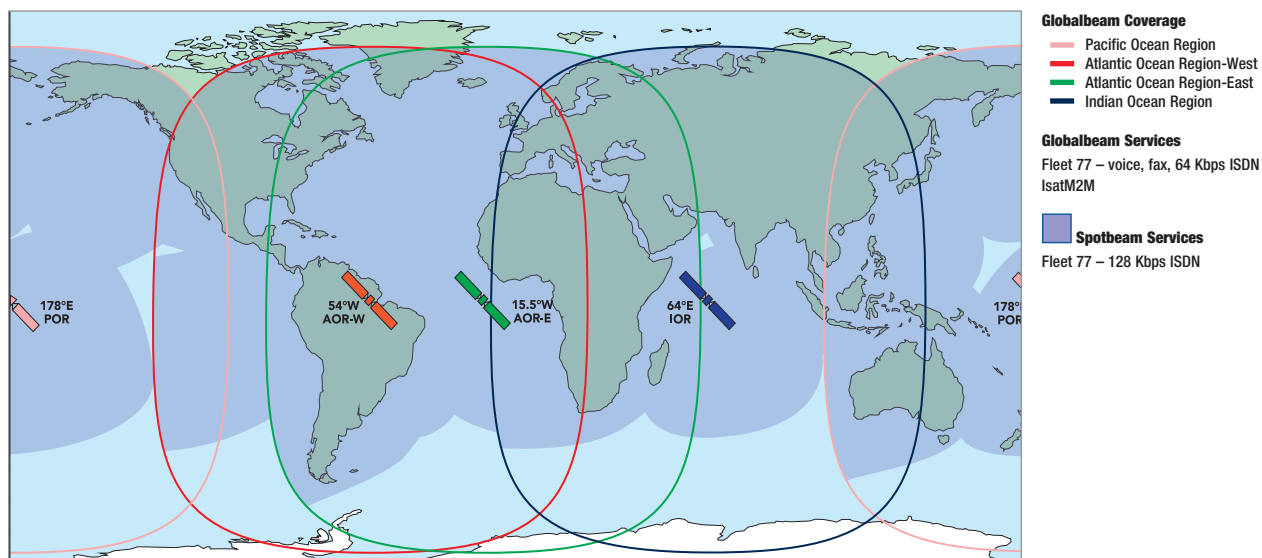 178°E
POR
54°W
AOR-W
15.5°W
AOR-E
64°E
IOR
178°
POR
Globalbeam Coverage
Pacific Ocean Region
Atlantic Ocean Region-West
Atlantic Ocean Region-East
Indian Ocean Region
Globalbeam Services
Fleet 77 – voice, fax, 64 Kbps ISDN
IsatM2M
Spotbeam Services
Fleet 77 – 128 Kbps ISDN